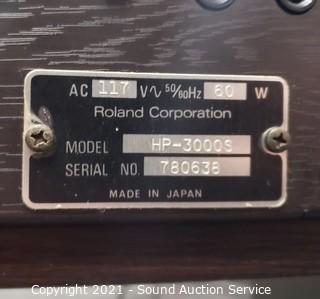 AC 117 V∿ 50/60Hz 60 W
Roland Corporation
MODEL HP-3000S
SERIAL NO. 780638
MADE IN JAPAN
Copyright 2021 - Sound Auction Service